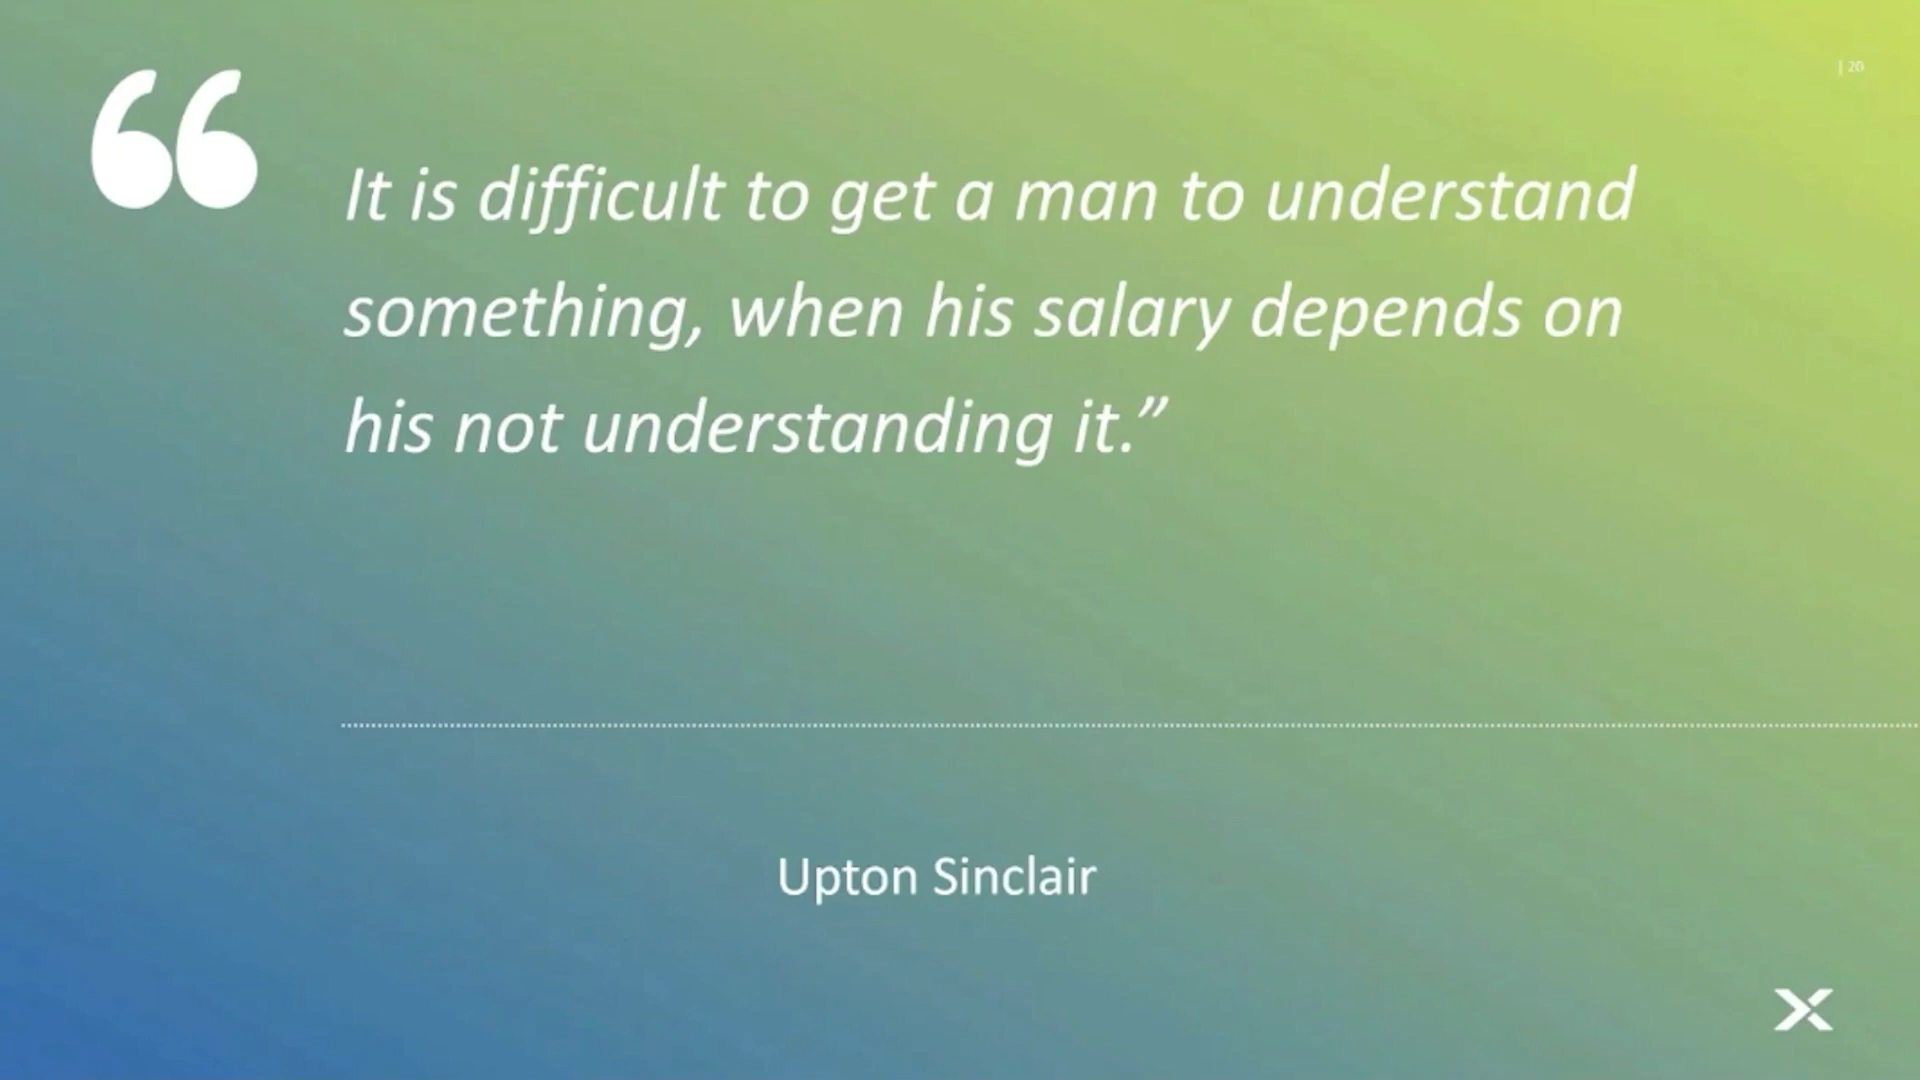 | 20
“
It is difficult to get a man to understand
something, when his salary depends on
his not understanding it.”
Upton Sinclair